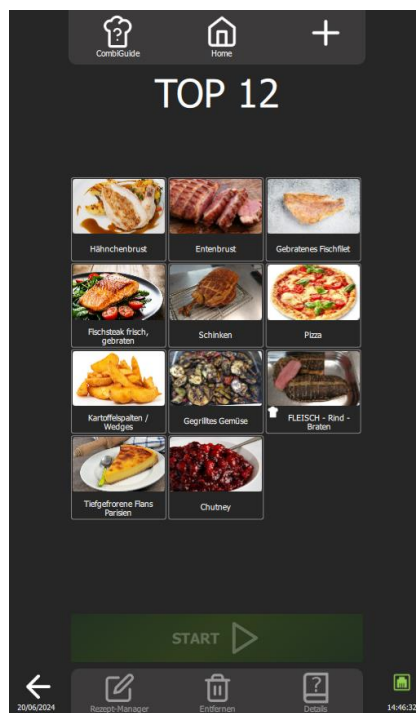 CombiGuide Home
TOP 12
Hähnchenbrust Entenbrust Gebratenes Fischfilet
Fischsteak frisch,
gebraten
Schinken
Pizza
Kartoffelspalten /
Wedges
Gegrilltes Gemüse
FLEISCH - Rind -
Braten
Tiefgefrorene Flans
Parisien
Chutney
START
Rezept-Manager Entfernen Details
20/06/2024 14:46:32